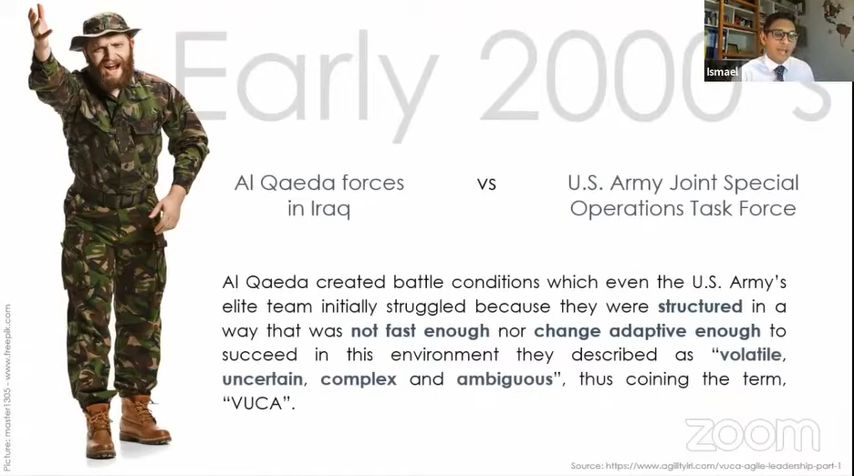 Early 2000's
Ismael
Al Qaeda forces
in Iraq
vs
U.S. Army Joint Special
Operations Task Force
Al Qaeda created battle conditions which even the U.S. Army's
elite team initially struggled because they were structured in a
way that was not fast enough nor change adaptive enough to
succeed in this environment they described as "volatile,
uncertain, complex and ambiguous", thus coining the term,
"VUCA".
zoom
Source: https://www.agilityirl.com/vuca-agile-leadership-part-1
Picture: master1305 - www.freepik.com